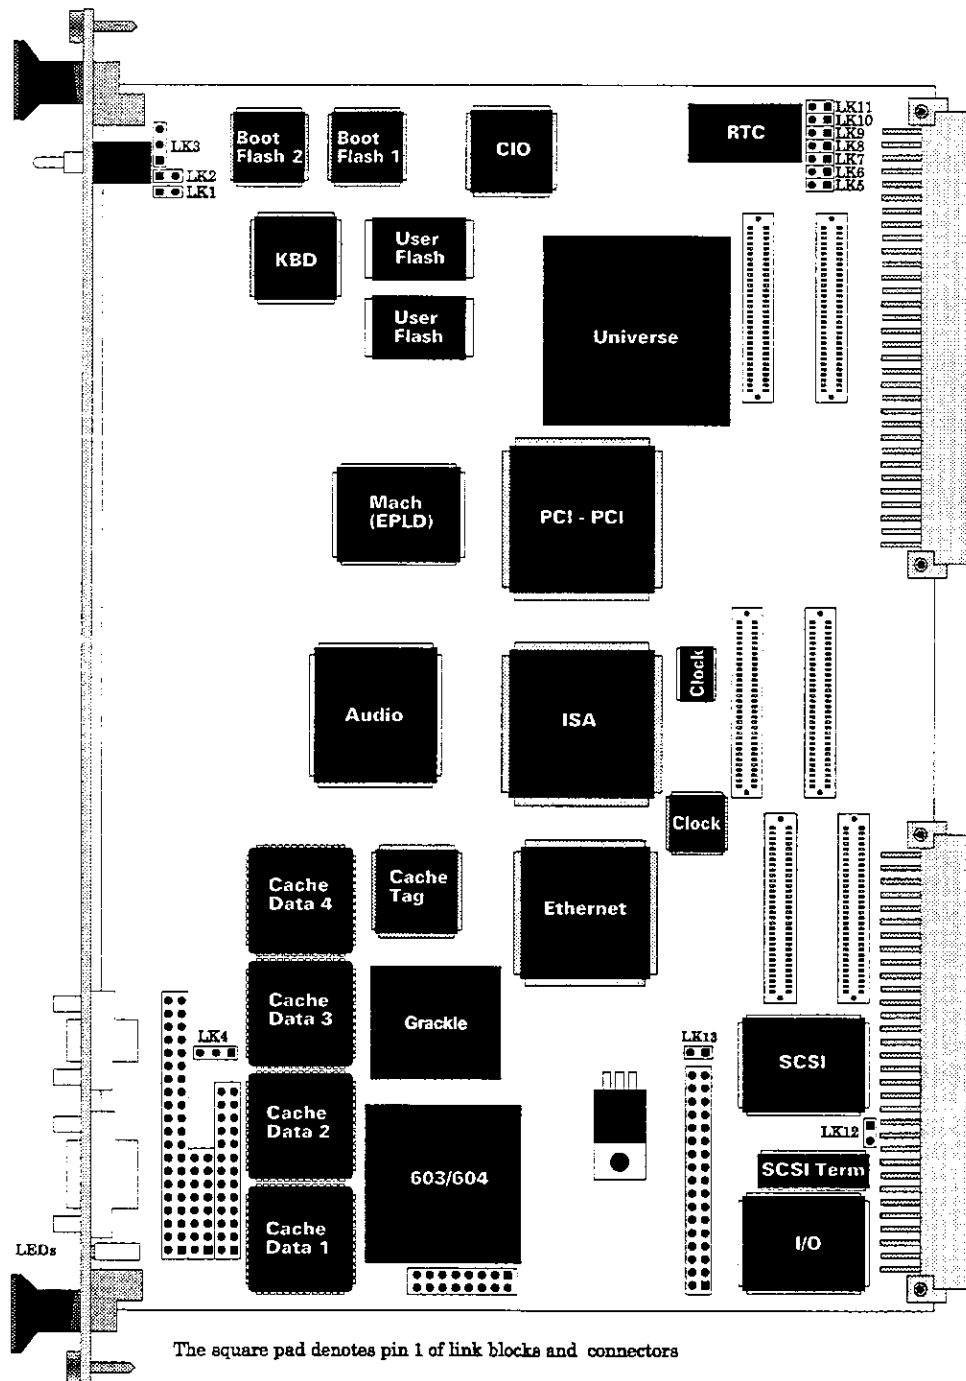 LK11
LK10
LK9
LK8
LK7
LK6
LK5
RTC
CIO
Boot
Flash 1
Boot
Flash 2
LK3
LK2
LK1
KBD
User
Flash
User
Flash
Universe
Mach
(EPLD)
PCI - PCI
Audio
ISA
Clock
Clock
Cache
Data 4
Cache
Tag
Ethernet
Cache
Data 3
Grackle
LK4
LK13
SCSI
Cache
Data 2
LK12
603/604
SCSI Term
Cache
Data 1
I/O
LEDs
The square pad denotes pin 1 of link blocks and connectors